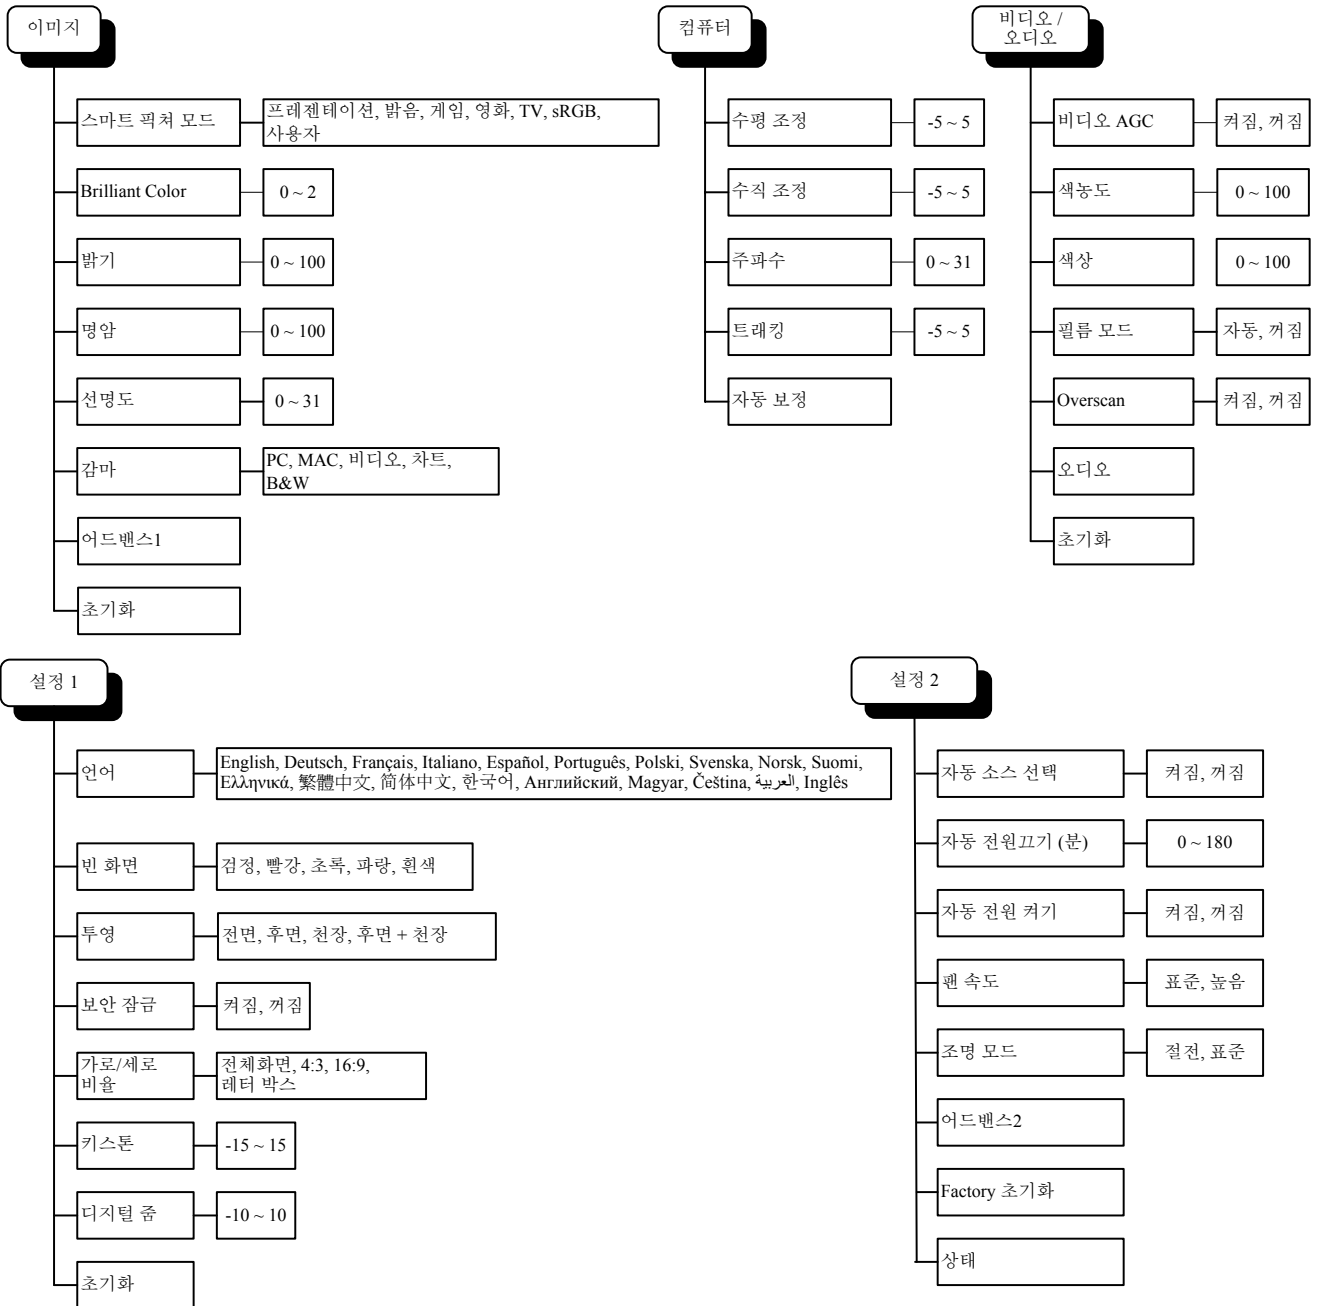 이미지
스마트 픽쳐 모드
프레젠테이션, 밝음, 게임, 영화, TV, sRGB,
사용자
Brilliant Color
0 ~ 2
밝기
0 ~ 100
명암
0 ~ 100
선명도
0 ~ 31
감마
PC, MAC, 비디오, 차트,
B&W
어드밴스1
초기화
컴퓨터
수평 조정
-5 ~ 5
수직 조정
-5 ~ 5
주파수
0 ~ 31
트래킹
-5 ~ 5
자동 보정
비디오 /
오디오
비디오 AGC
켜짐, 꺼짐
색농도
0 ~ 100
색상
0 ~ 100
필름 모드
자동, 꺼짐
Overscan
켜짐, 꺼짐
오디오
초기화
설정 1
언어
English, Deutsch, Français, Italiano, Español, Português, Polski, Svenska, Norsk, Suomi,
Ελληνικά, 繁體中文, 简体中文, 한국어, Английский, Magyar, Čeština, العربية, Inglês
빈 화면
검정, 빨강, 초록, 파랑, 흰색
투영
전면, 후면, 천장, 후면 + 천장
보안 잠금
켜짐, 꺼짐
가로/세로
비율
전체화면, 4:3, 16:9,
레터 박스
키스톤
-15 ~ 15
디지털 줌
-10 ~ 10
초기화
설정 2
자동 소스 선택
켜짐, 꺼짐
자동 전원끄기 (분)
0 ~ 180
자동 전원 켜기
켜짐, 꺼짐
팬 속도
표준, 높음
조명 모드
절전, 표준
어드밴스2
Factory 초기화
상태